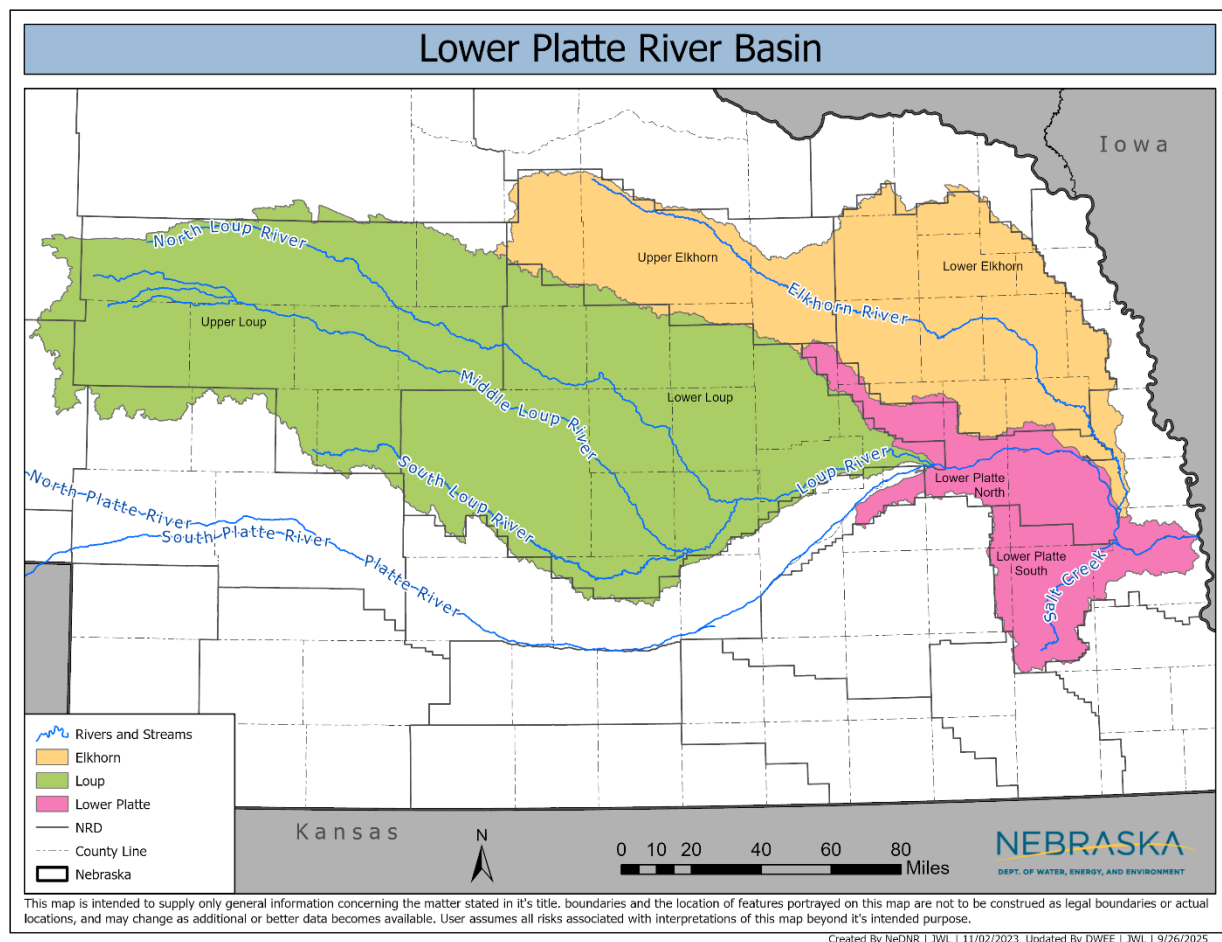 Lower Platte River Basin
Iowa
North Loup River
Upper Elkhorn
Lower Elkhorn
Elkhorn River
Upper Loup
Middle Loup River
Lower Loup
South Loup River
Loup River
North Platte River
South Platte River
Platte River
Lower Platte
North
Lower Platte
South
Salt Creek
Rivers and Streams
Elkhorn
Loup
Lower Platte
NRD
County Line
Nebraska
Kansas
N
0 10 20 40 60 80
Miles
NEBRASKA
DEPT. OF WATER, ENERGY, AND ENVIRONMENT
This map is intended to supply only general information concerning the matter stated in it's title. boundaries and the location of features portrayed on this map are not to be construed as legal boundaries or actual
locations, and may change as additional or better data becomes available. User assumes all risks associated with interpretations of this map beyond it's intended purpose.
Created By NeDNR | JWL | 11/02/2023 Updated By DWEE | JWL | 9/26/2025